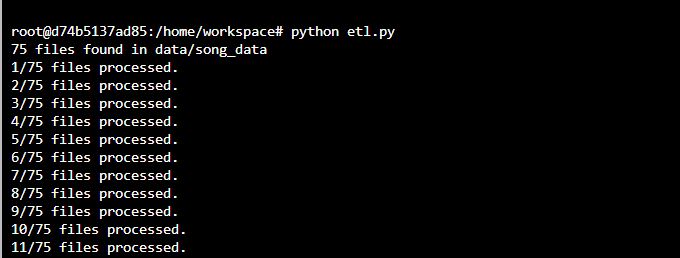 root@d74b5137ad85:/home/workspace# python etl.py
75 files found in data/song_data
1/75 files processed.
2/75 files processed.
3/75 files processed.
4/75 files processed.
5/75 files processed.
6/75 files processed.
7/75 files processed.
8/75 files processed.
9/75 files processed.
10/75 files processed.
11/75 files processed.